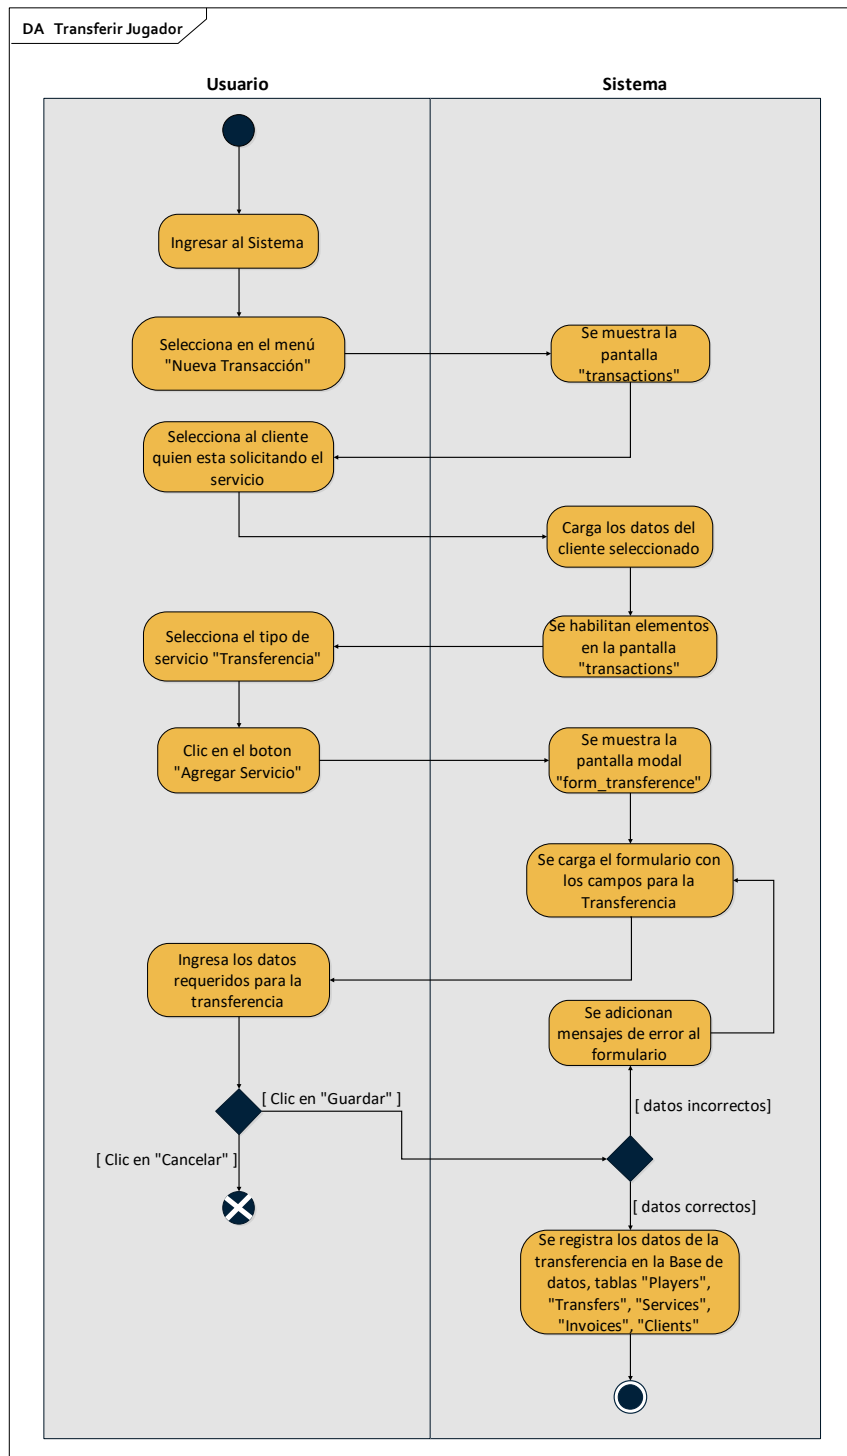 DA Transferir Jugador
Usuario
Sistema
Ingresar al Sistema
Selecciona en el menú
"Nueva Transacción"
Se muestra la
pantalla
"transactions"
Selecciona al cliente
quien esta solicitando el
servicio
Carga los datos del
cliente seleccionado
Se habilitan elementos
en la pantalla
"transactions"
Selecciona el tipo de
servicio "Transferencia"
Clic en el boton
"Agregar Servicio"
Se muestra la
pantalla modal
"form_transference"
Se carga el formulario con
los campos para la
Transferencia
Ingresa los datos
requeridos para la
transferencia
Se adicionan
mensajes de error al
formulario
[ Clic en "Guardar" ]
[ datos incorrectos]
[ Clic en "Cancelar" ]
[ datos correctos]
Se registra los datos de la
transferencia en la Base de
datos, tablas "Players",
"Transfers", "Services",
"Invoices", "Clients"